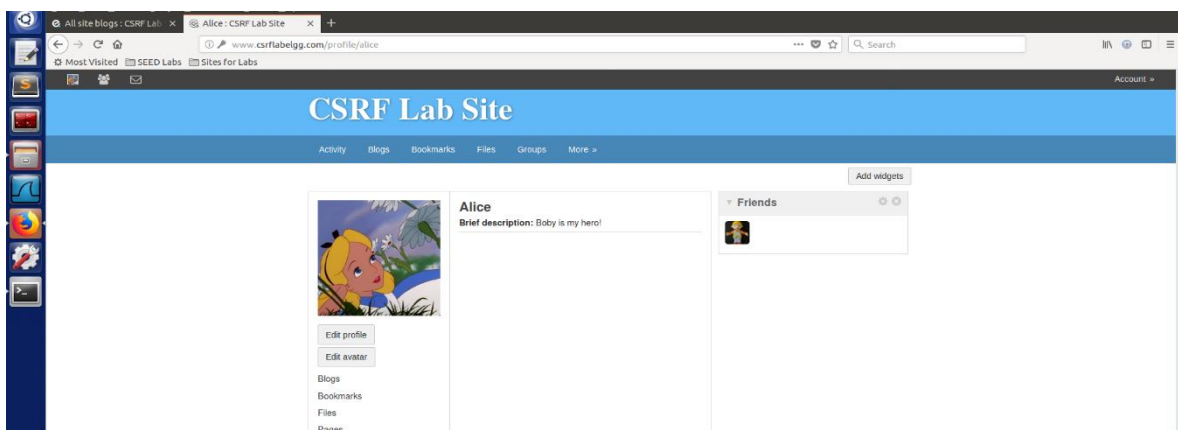 All site blogs : CSRF Lab
Alice : CSRF Lab Site
www.csrflabelgg.com/profile/alice
Search
Most Visited SEED Labs Sites for Labs
Account »
CSRF Lab Site
Activity Blogs Bookmarks Files Groups More »
Add widgets
Alice
Brief description: Boby is my hero!
Friends
Edit profile
Edit avatar
Blogs
Bookmarks
Files
Pages